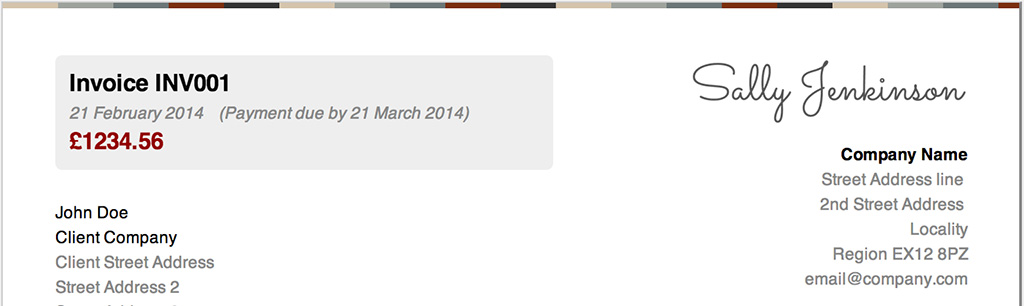 Invoice INV001
21 February 2014 (Payment due by 21 March 2014)
£1234.56
John Doe
Client Company
Client Street Address
Street Address 2
Sally Jenkinson
Company Name
Street Address line
2nd Street Address
Locality
Region EX12 8PZ
email@company.com